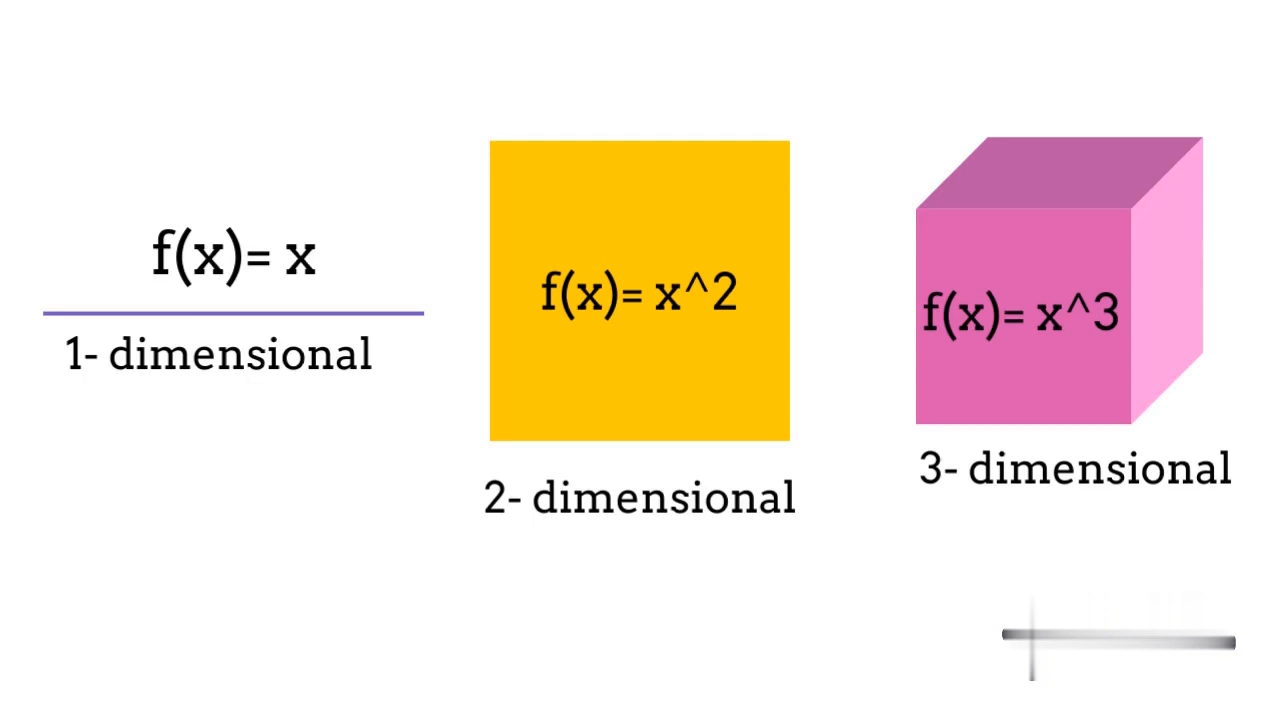 f(x)= x
1- dimensional
f(x)= x^2
2- dimensional
f(x)= x^3
3- dimensional